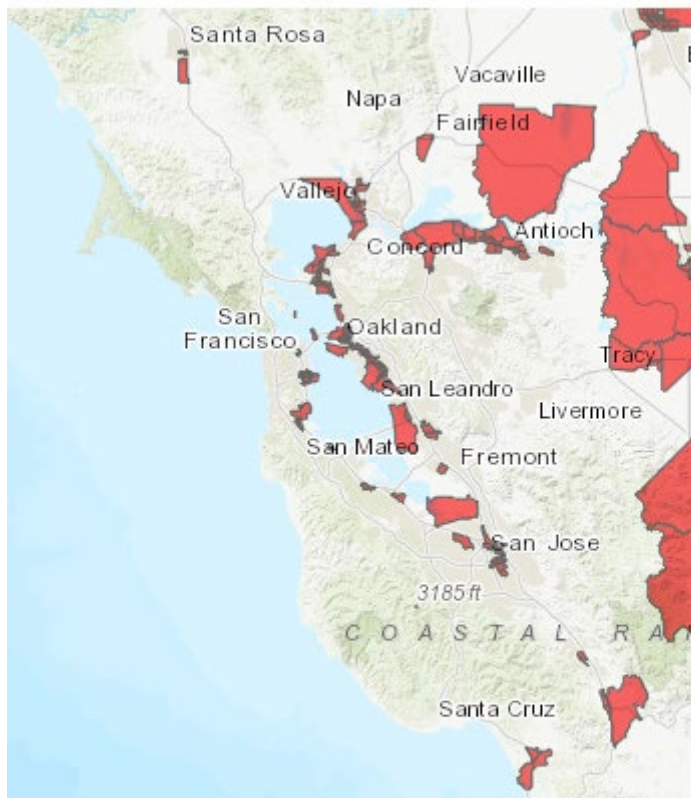 Santa Rosa
Vacaville
Napa
Fairfield
Vallejo
Antioch
Concord
San
Francisco
Oakland
Tracy
San Leandro
Livermore
San Mateo
Fremont
San Jose
3185 ft
COASTAL RA
Santa Cruz